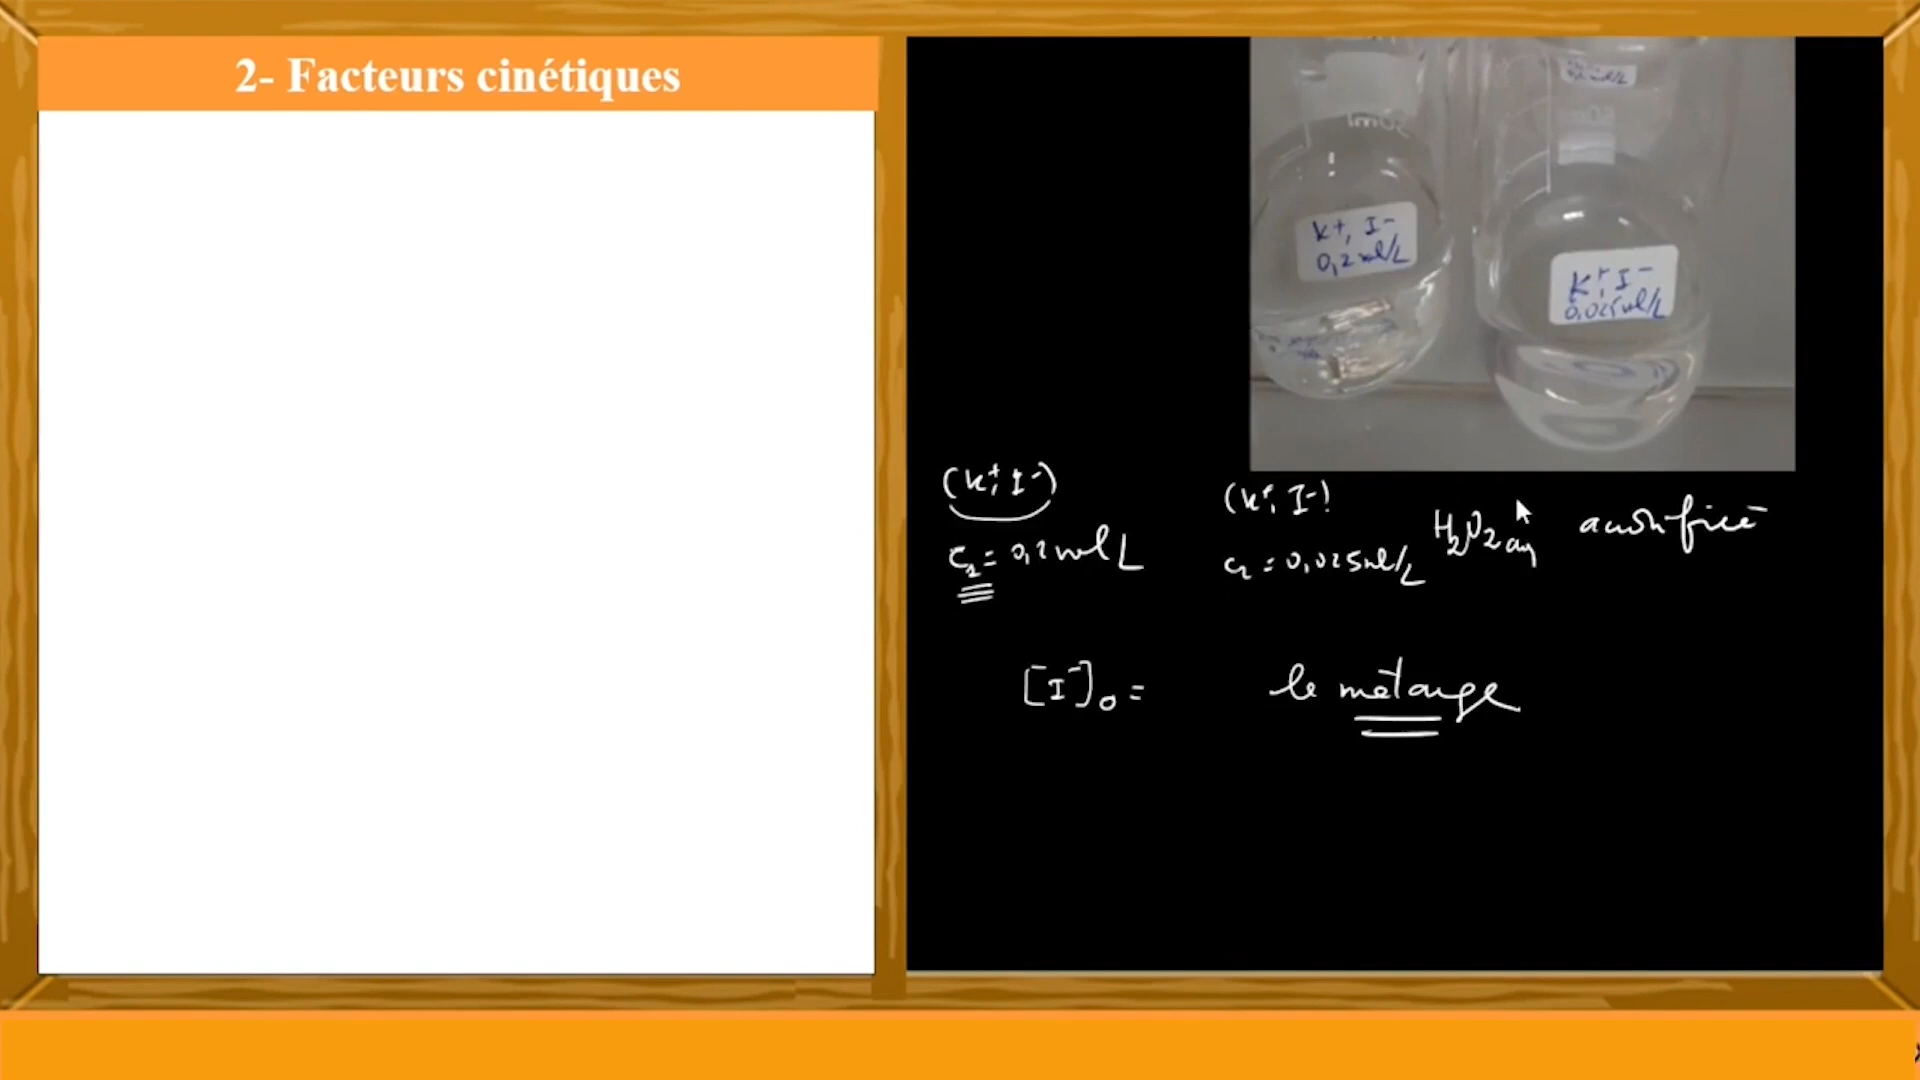 2- Facteurs cinétiques
50ml
K+, I-
0,2 mol/L
K+, I-
0,025 mol/L
(K+, I-)
C1 = 0,2 mol L
(K+, I-)
C2 = 0,025 mol/L
H2O2 aq
[I-]0 =
le mélange